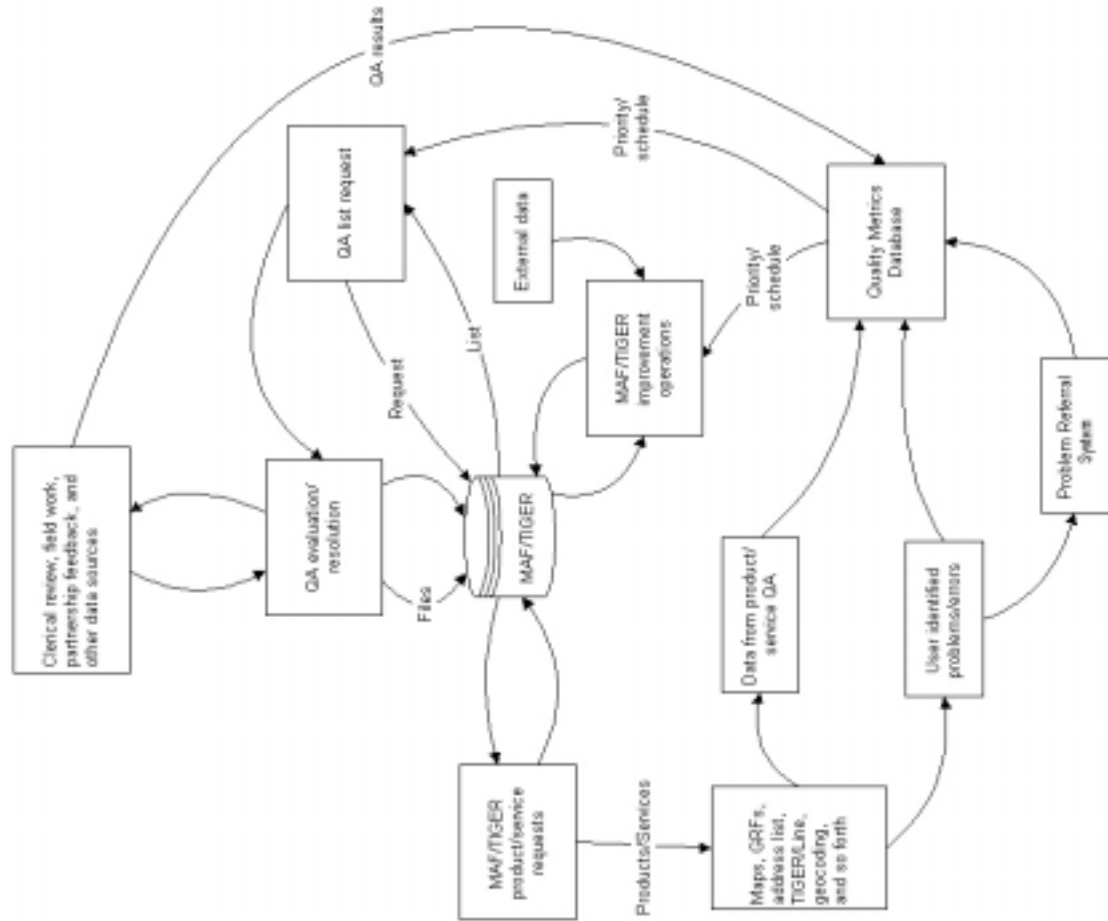 Clerical review, field work,
partnership feedback, and
other data sources
QA results
QA evaluation/
resolution
QA list request
Files
Request
List
Priority/
schedule
MAF/TIGER
External data
MAF/TIGER
improvement
operations
Priority/
schedule
MAF/TIGER
product/service
requests
Products/Services
Data from product/
service QA
Quality Metrics
Database
Maps, GRFs,
address list,
TIGER/Line,
geocoding,
and so forth
User identified
problems/errors
Problem Referral
System